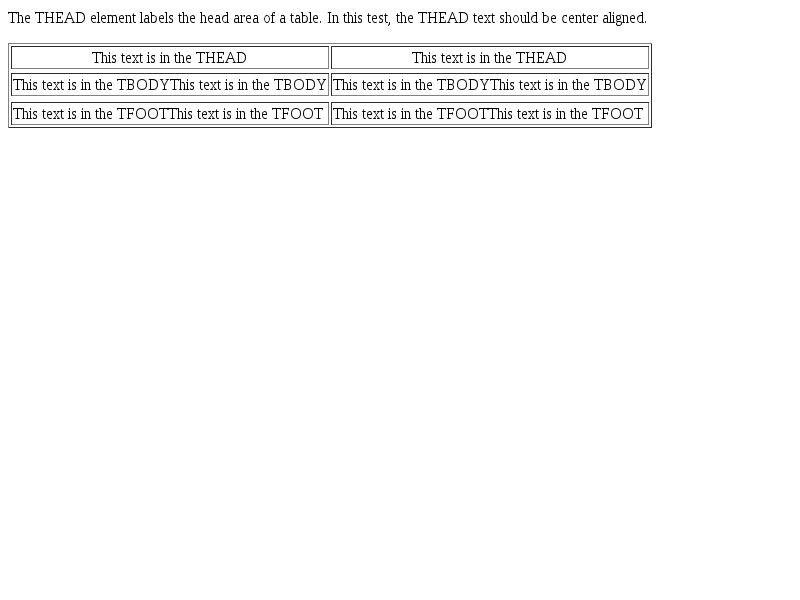 The THEAD element labels the head area of a table. In this test, the THEAD text should be center aligned.
This text is in the THEAD This text is in the THEAD
This text is in the TBODYThis text is in the TBODY This text is in the TBODYThis text is in the TBODY
This text is in the TFOOTThis text is in the TFOOT This text is in the TFOOTThis text is in the TFOOT